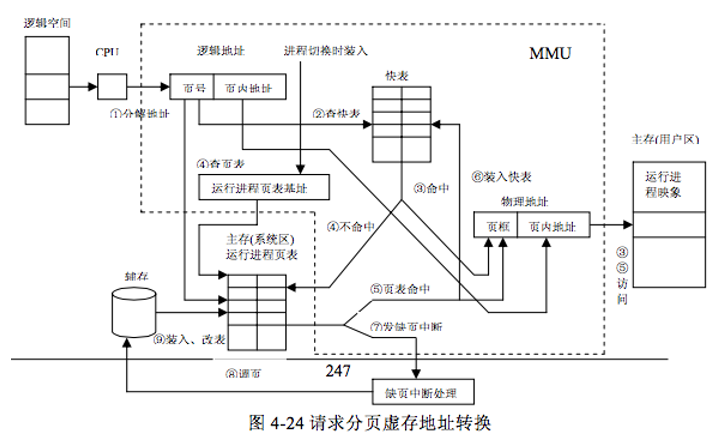 逻辑空间
CPU
逻辑地址
进程切换时装入
MMU
快表
页号
页内地址
①分解地址
②查快表
主存(用户区)
④查页表
⑥装入快表
运行进
程映象
运行进程页表基址
③命中
物理地址
④不命中
页框
页内地址
主存(系统区)
运行进程页表
③
⑤
访
问
辅存
⑤页表命中
⑦发缺页中断
⑨装入、改表
247
⑧调页
缺页中断处理
图 4-24 请求分页虚存地址转换